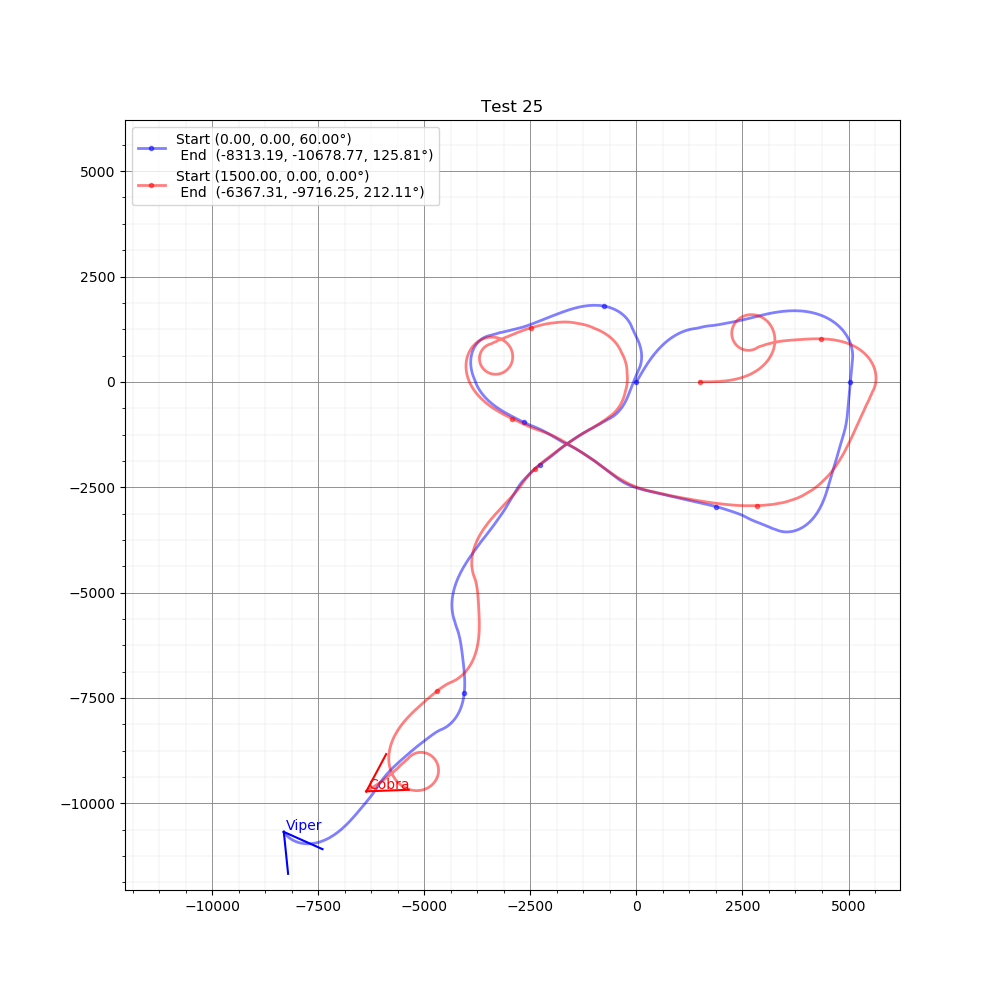 Test 25
Start (0.00, 0.00, 60.00°)
End (-8313.19, -10678.77, 125.81°)
Start (1500.00, 0.00, 0.00°)
End (-6367.31, -9716.25, 212.11°)
5000
2500
0
−2500
−5000
−7500
−10000
Cobra
Viper
−10000
−7500
−5000
−2500
0
2500
5000